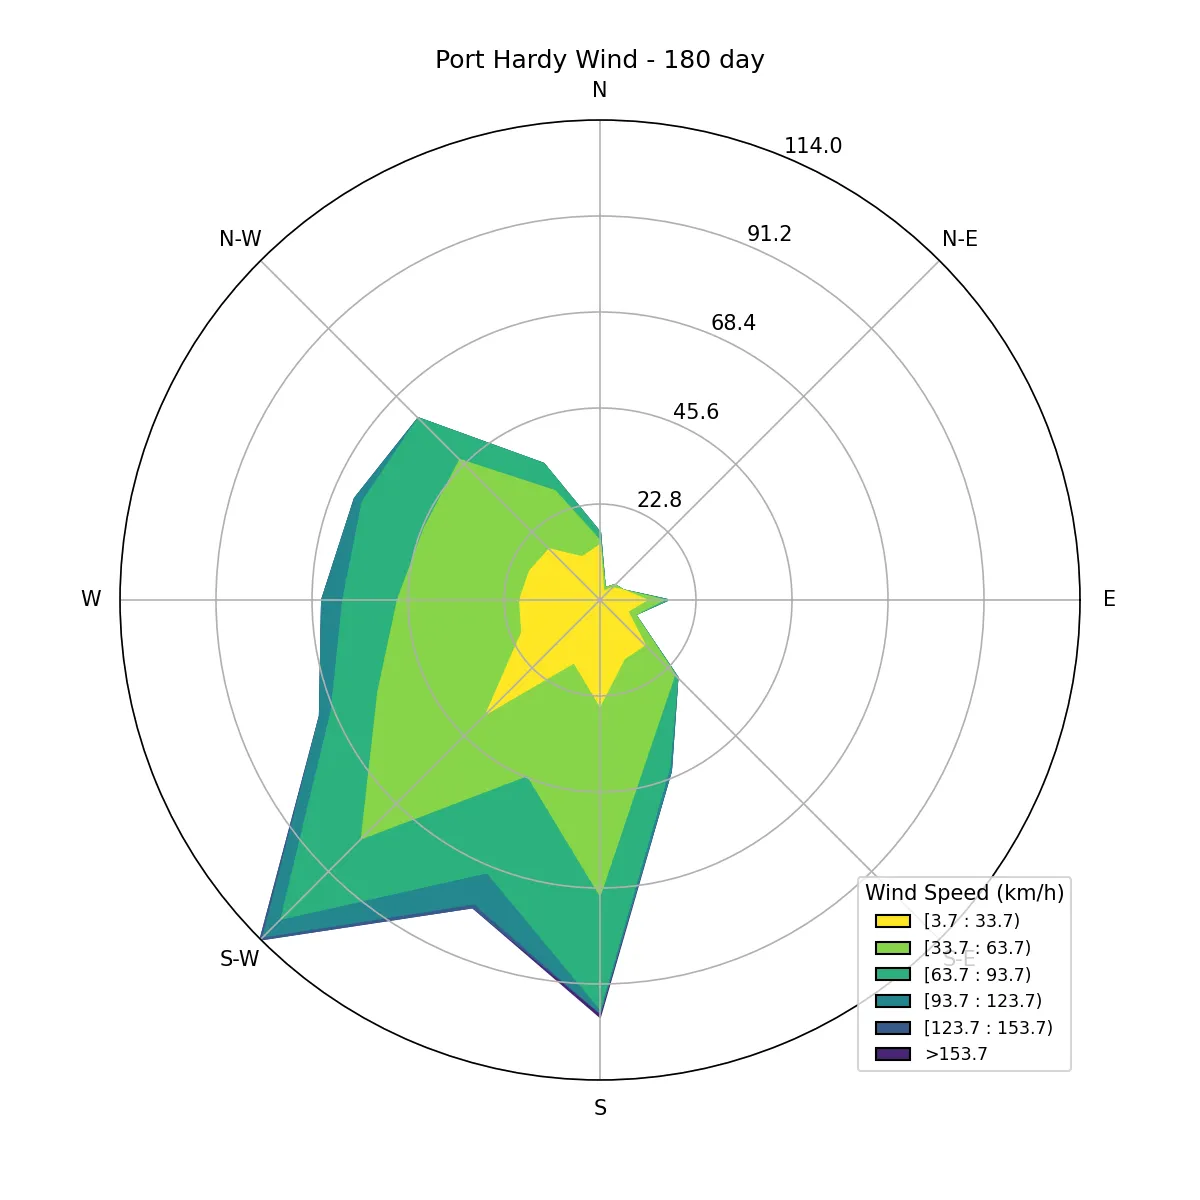 Port Hardy Wind - 180 day
N
114.0
N-W
91.2
N-E
68.4
45.6
22.8
W
E
Wind Speed (km/h)
[3.7 : 33.7)
[33.7 : 63.7)
S-W
S-E
[63.7 : 93.7)
[93.7 : 123.7)
[123.7 : 153.7)
>153.7
S